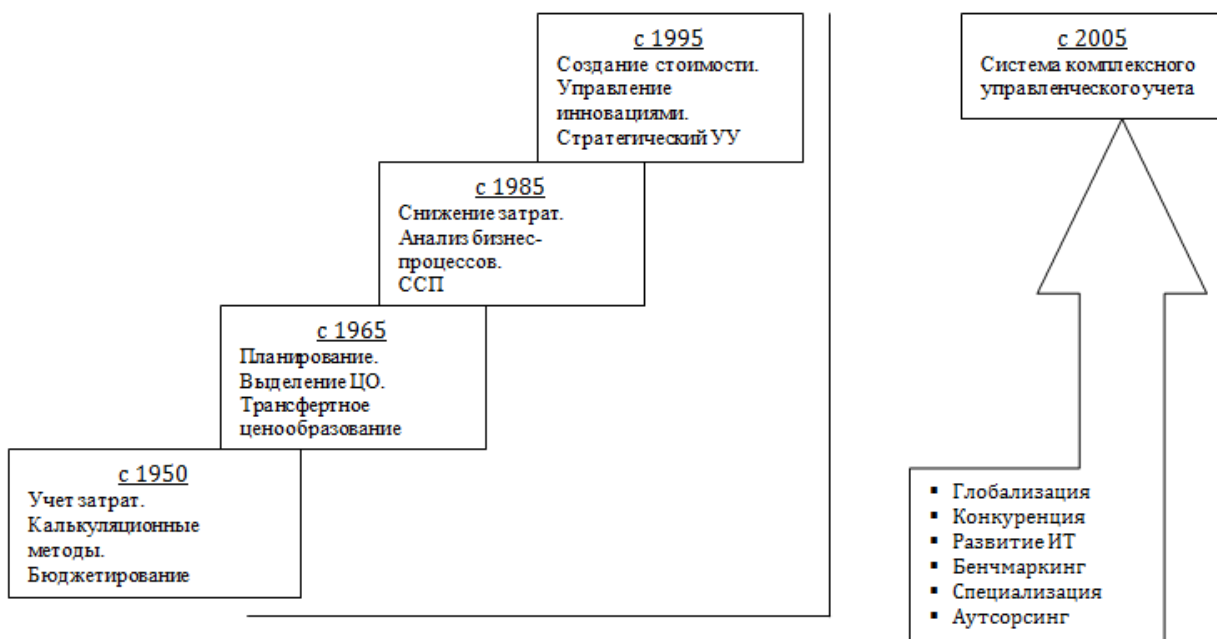 с 1995
Создание стоимости.
Управление
инновациями.
Стратегический УУ
с 2005
Система комплексного
управленческого учета
с 1985
Снижение затрат.
Анализ бизнес-
процессов.
ССП
с 1965
Планирование.
Выделение ЦО.
Трансфертное
ценообразование
с 1950
Учет затрат.
Калькуляционные
методы.
Бюджетирование
▪ Глобализация
▪ Конкуренция
▪ Развитие ИТ
▪ Бенчмаркинг
▪ Специализация
▪ Аутсорсинг